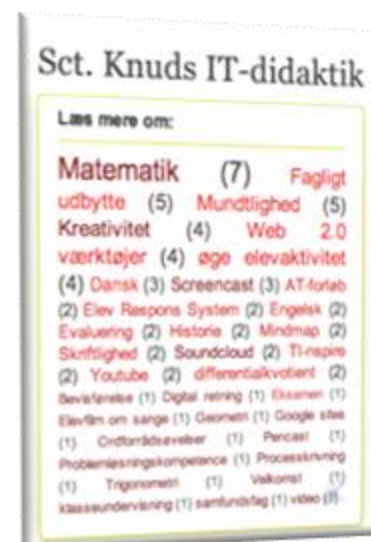 Sct. Knuds IT-didaktik
Læs mere om:
Matematik (7) Fagligt
udbytte (5) Mundtlighed (5)
Kreativitet (4) Web 2.0
værktøjer (4) øge elevaktivitet
(4) Dansk (3) Screencast (3) AT-forløb
(2) Elev Respons System (2) Engelsk (2)
Evaluering (2) Historie (2) Mindmap (2)
Skriftlighed (2) Soundcloud (2) TI-nspire
(2) Youtube (2) differentialkvotient (2)
Bevisførelse (1) Digital retning (1) Eksamen (1)
Elevfilm om sange (1) Geometri (1) Google sites
(1) Ordforrådsøvelser (1) Pencast (1)
Problemløsningskompetence (1) Processkrivning
(1) Trigonometri (1) Velkomst (1)
klasseundervisning (1) samfundsfag (1) video (1)